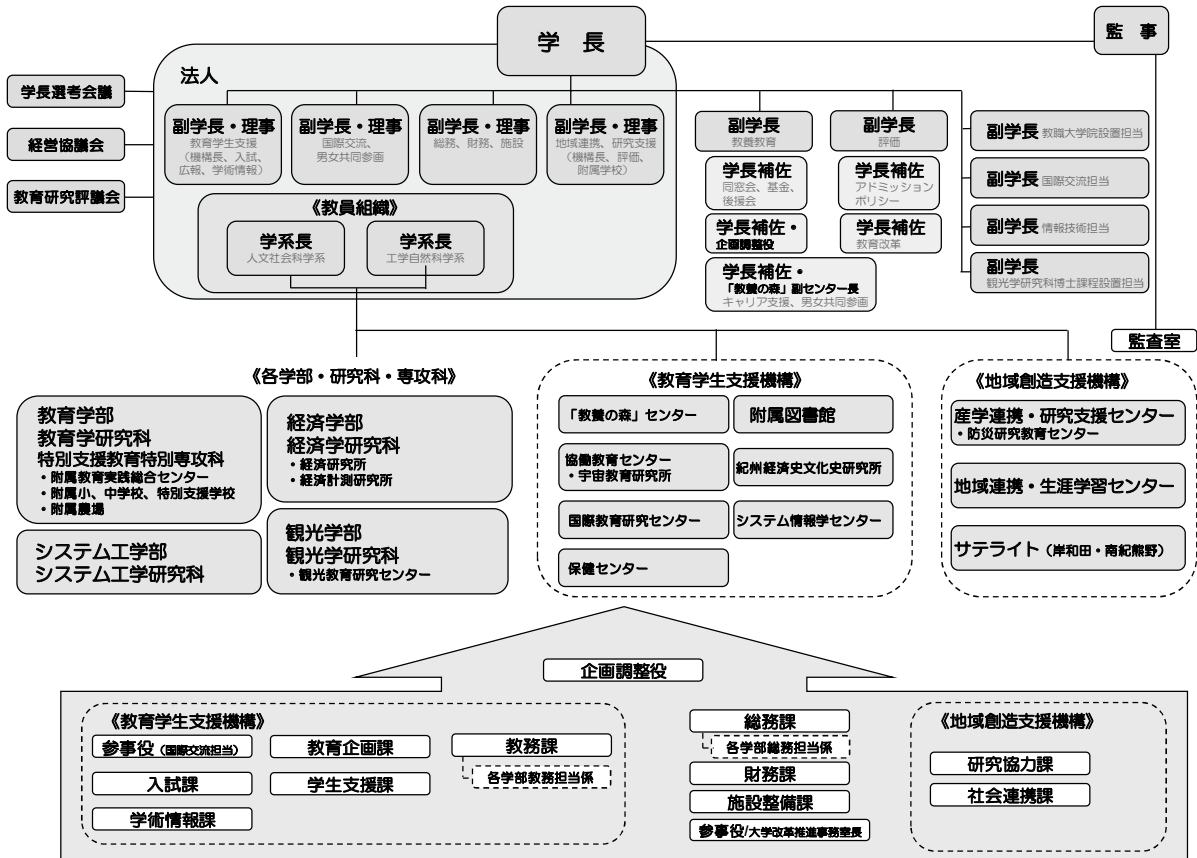 学　長
監　事
法人
学長選考会議
経営協議会
教育研究評議会
副学長・理事
教育学生支援
（機構長、入試、
広報、学術情報）
副学長・理事
国際交流、
男女共同参画
副学長・理事
総務、財務、施設
副学長・理事
地域連携、研究支援
（機構長、評価、
附属学校）
副学長
教養教育
学長補佐
同窓会、基金、
後援会
学長補佐・
企画調整役
学長補佐・
「教養の森」副センター長
キャリア支援、男女共同参画
副学長
評価
学長補佐
アドミッション
ポリシー
学長補佐
教育改革
副学長 教職大学院設置担当
副学長 国際交流担当
副学長 情報技術担当
副学長
観光学研究科博士課程設置担当
《教員組織》
学系長
人文社会科学系
学系長
工学自然科学系
監査室
《各学部・研究科・専攻科》
教育学部
教育学研究科
特別支援教育特別専攻科
・附属教育実践総合センター
・附属小、中学校、特別支援学校
・附属農場
システム工学部
システム工学研究科
経済学部
経済学研究科
・経済研究所
・経済計測研究所
観光学部
観光学研究科
・観光教育研究センター
《教育学生支援機構》
「教養の森」センター
附属図書館
協働教育センター
・宇宙教育研究所
紀州経済史文化史研究所
国際教育研究センター
システム情報学センター
保健センター
《地域創造支援機構》
産学連携・研究支援センター
・防災研究教育センター
地域連携・生涯学習センター
サテライト（岸和田・南紀熊野）
企画調整役
《教育学生支援機構》
参事役（国際交流担当）
教育企画課
教務課
各学部教務担当係
入試課
学生支援課
学術情報課
総務課
各学部総務担当係
財務課
施設整備課
参事役/大学改革推進事務室長
《地域創造支援機構》
研究協力課
社会連携課